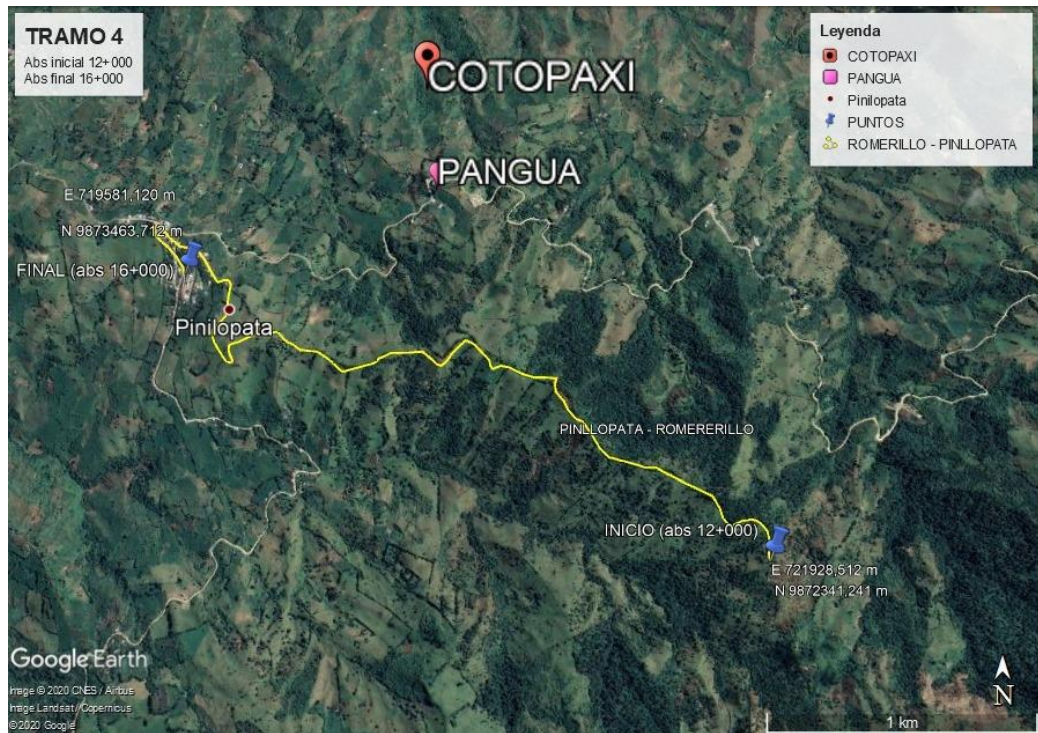 TRAMO 4
Abs inicial 12+000
Abs final 16+000
COTOPAXI
PANGUA
Leyenda
COTOPAXI
PANGUA
Pinilopata
PUNTOS
ROMERILLO - PINLLOPATA
E 719581,120 m
N 9873463,712 m
FINAL (abs 16+000)
Pinilopata
PINLLOPATA - ROMERERILLO
INICIO (abs 12+000)
E 721928,512 m
N 9872341,241 m
Google Earth
Image © 2020 CNES / Airbus
Image Landsat / Copernicus
© 2020 Google
N
1 km